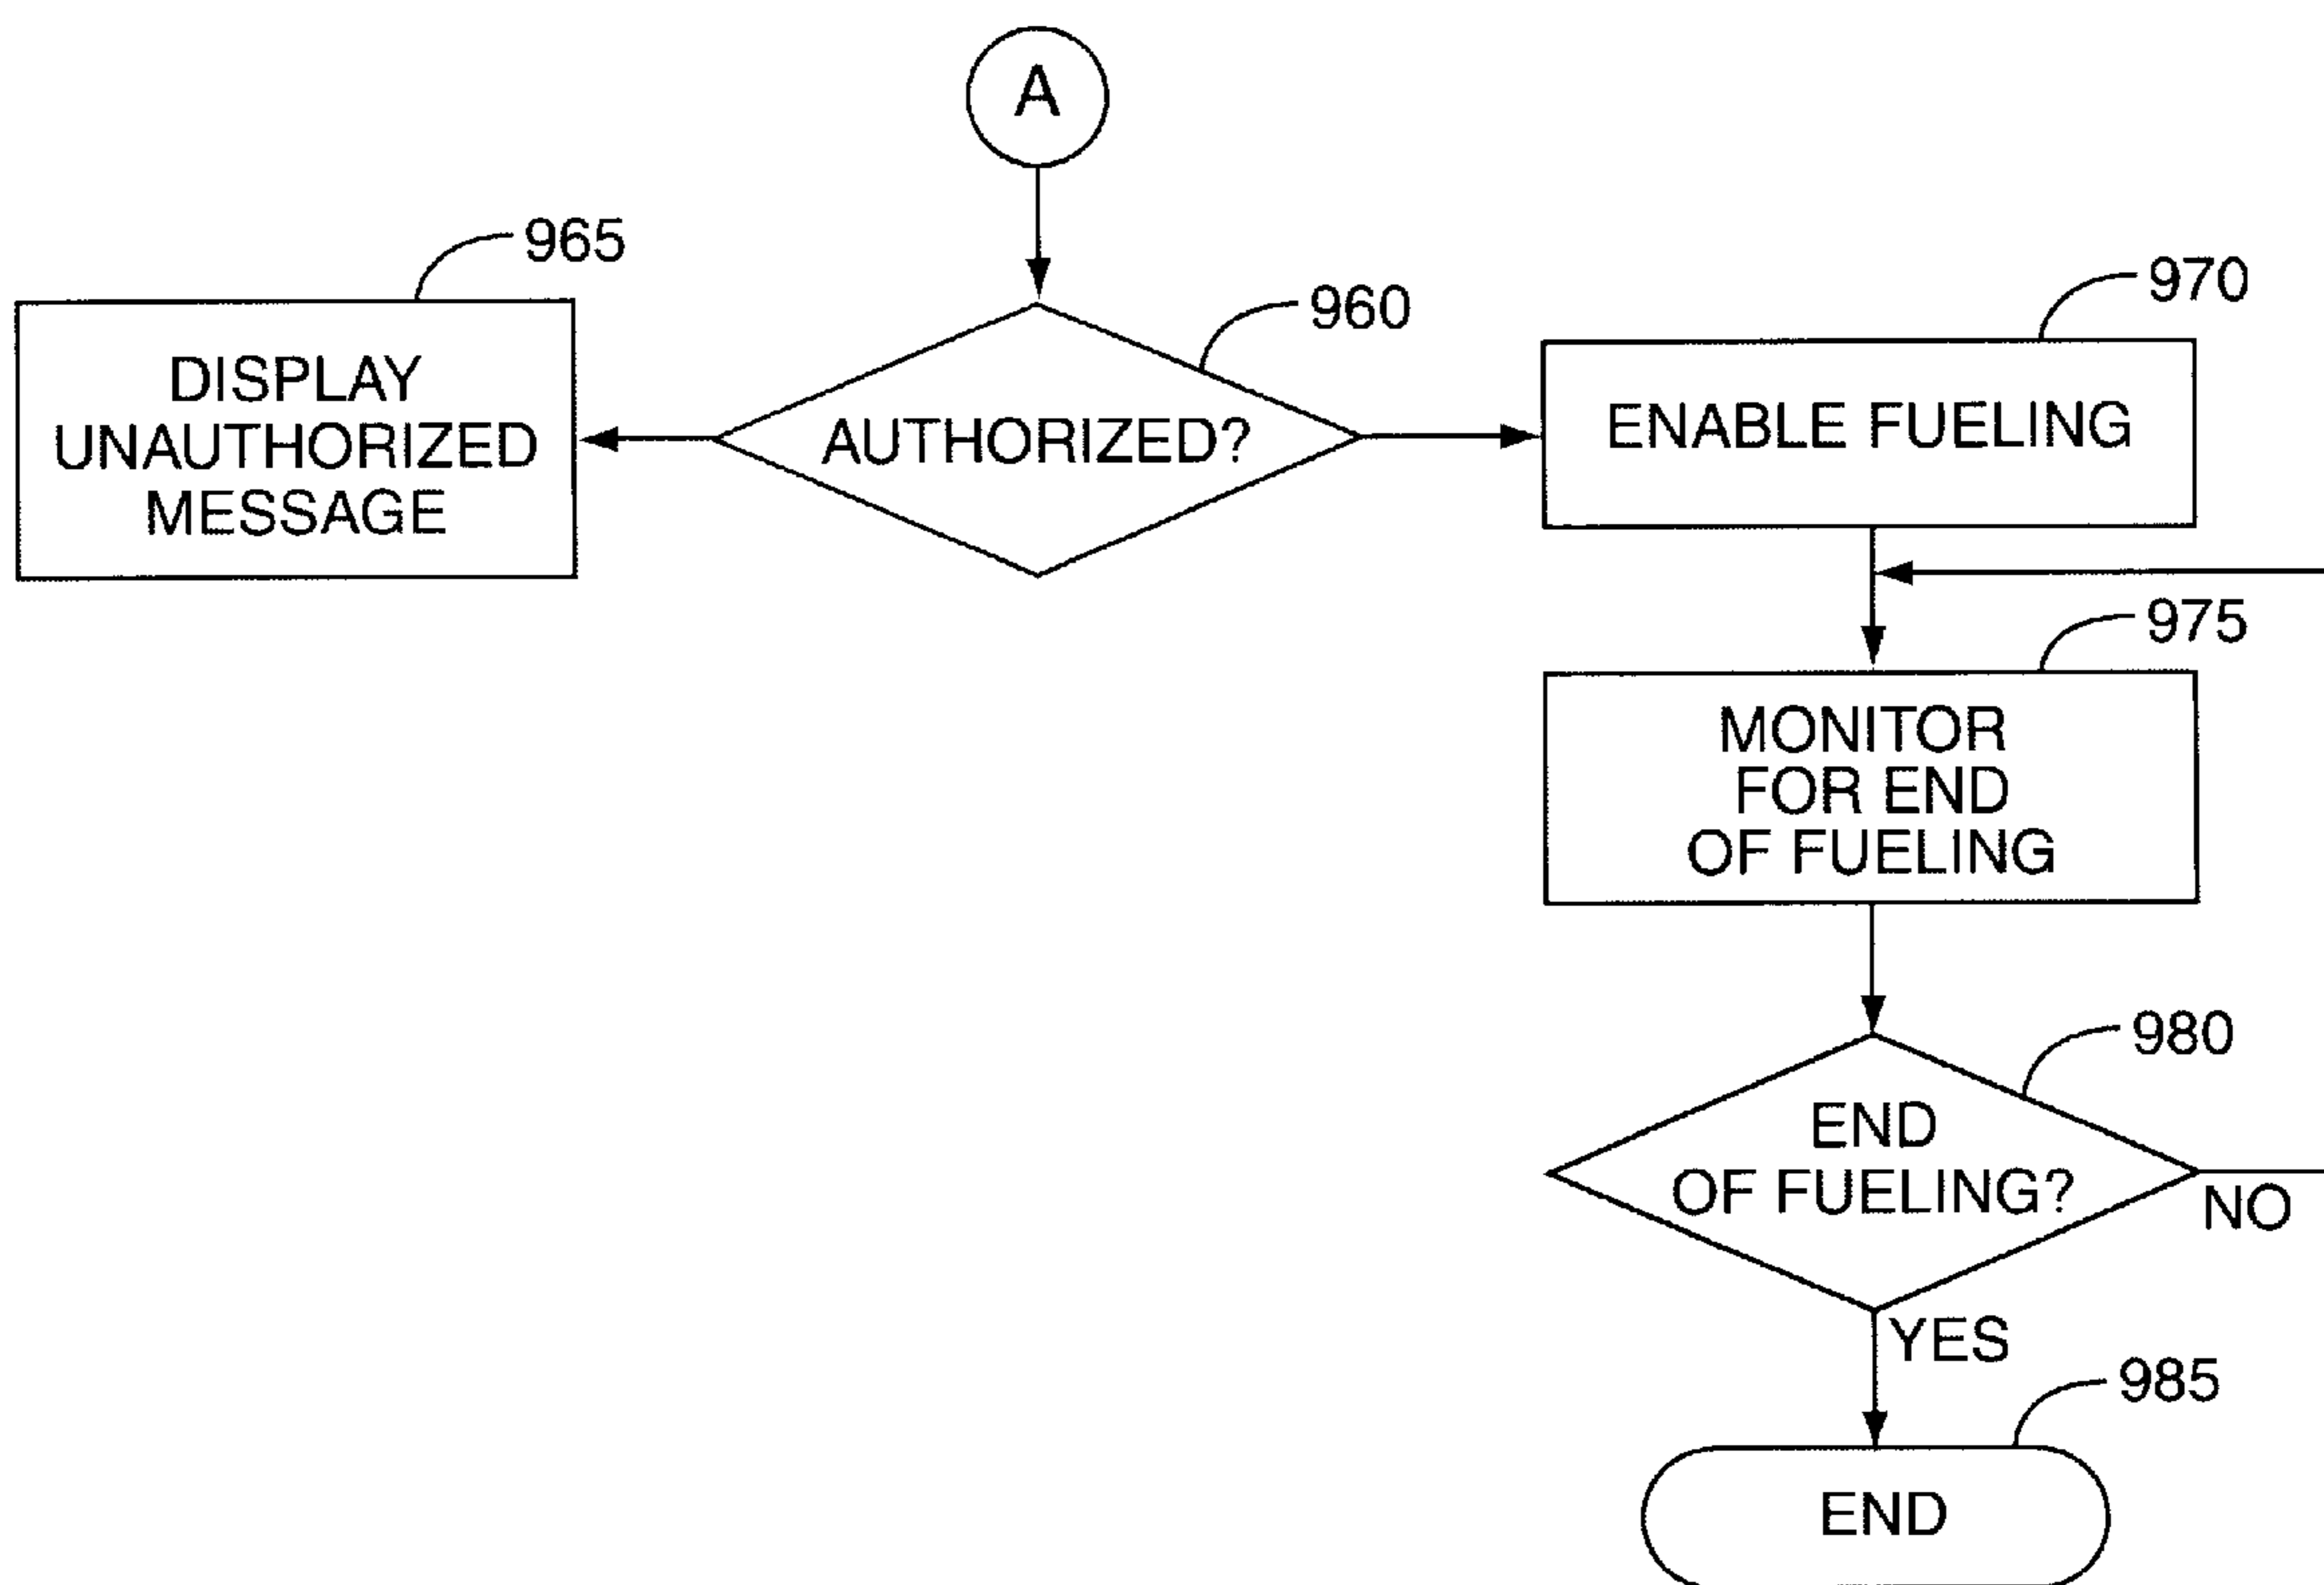 A
965
960
970
DISPLAY
UNAUTHORIZED
MESSAGE
AUTHORIZED?
ENABLE FUELING
975
MONITOR
FOR END
OF FUELING
980
END
OF FUELING?
NO
YES
985
END